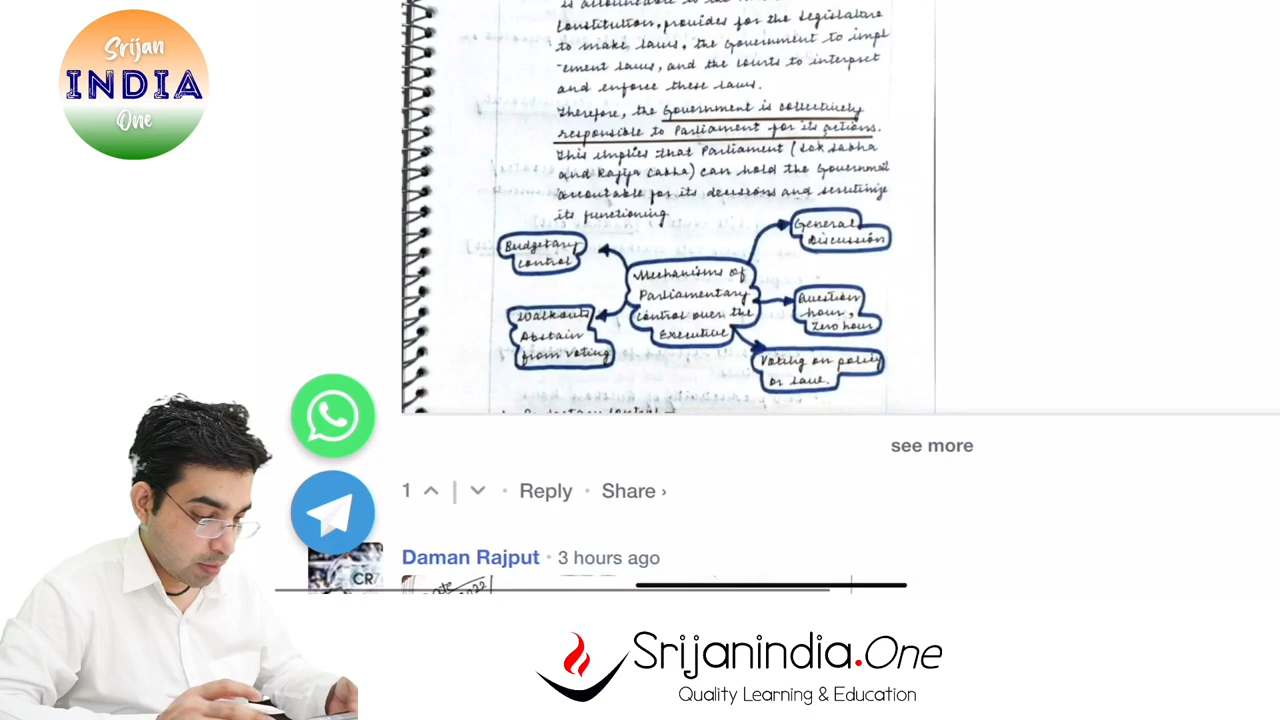 Srijan
INDIA
One
Constitution, provides for the legislature
to make laws, the Government to impl
-ement laws, and the courts to interpret
and enforce these laws.
Therefore, the Government is collectively
responsible to Parliament for its actions.
This implies that Parliament (Lok Sabha
and Rajya Sabha) can hold the Government
accoutable for its decisions and scrutinize
its functioning
Budgetary
control
Walkouts
Abstain
from voting
Mechanisms of
Parliamentary
control over the
Executive
General
discussion
Question
hour,
Zero hour
Voting on policy
or law.
see more
1 • Reply • Share ›
Daman Rajput • 3 hours ago
CR7
Srijanindia.One
Quality Learning & Education